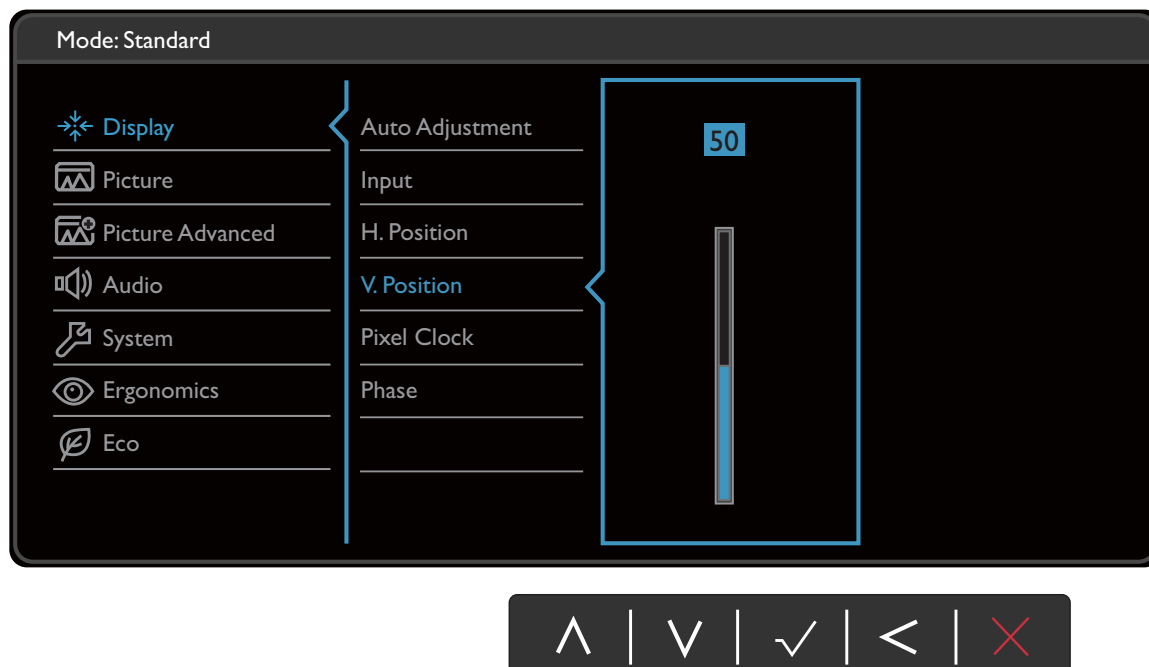 Mode: Standard
Display
Picture
Picture Advanced
Audio
System
Ergonomics
Eco
Auto Adjustment
Input
H. Position
V. Position
Pixel Clock
Phase
50